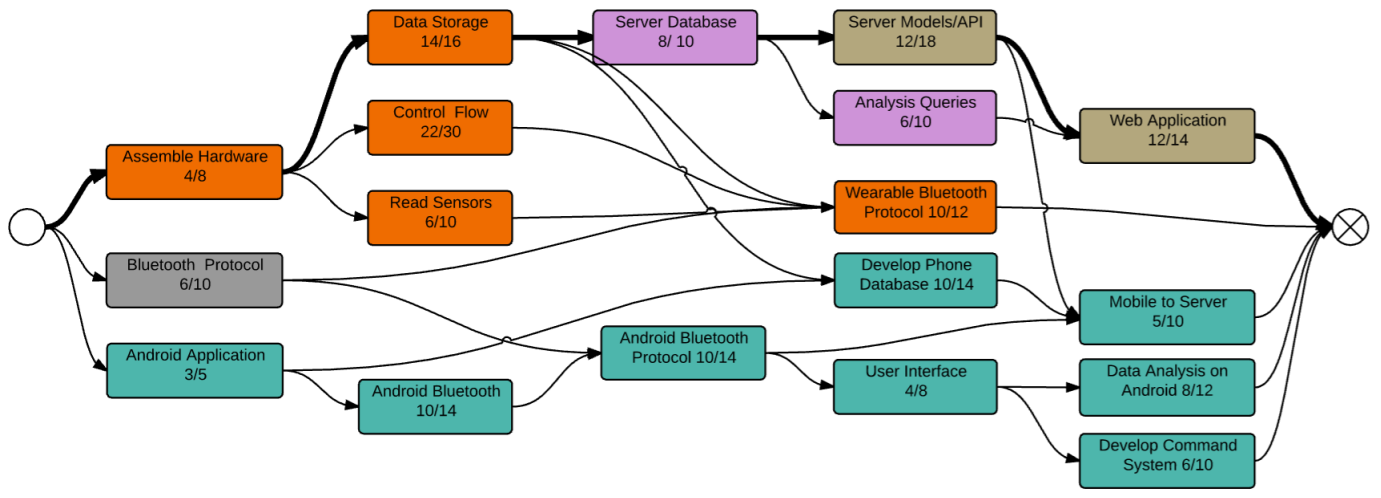 Data Storage
14/16
Server Database
8/ 10
Server Models/API
12/18
Control  Flow
22/30
Analysis Queries
6/10
Web Application
12/14
Assemble Hardware
4/8
Read Sensors
6/10
Wearable Bluetooth
Protocol 10/12
Bluetooth  Protocol
6/10
Develop Phone
Database 10/14
Mobile to Server
5/10
Android Application
3/5
Android Bluetooth
10/14
Android Bluetooth
Protocol 10/14
User Interface
4/8
Data Analysis on
Android 8/12
Develop Command
System 6/10